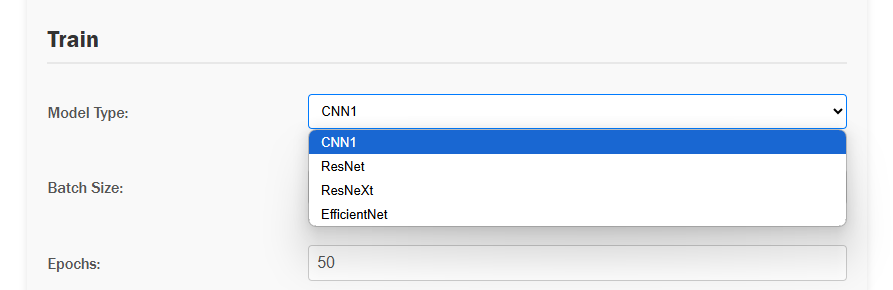 Train
Model Type:
CNN1
CNN1
ResNet
ResNeXt
EfficientNet
Batch Size:
Epochs:
50